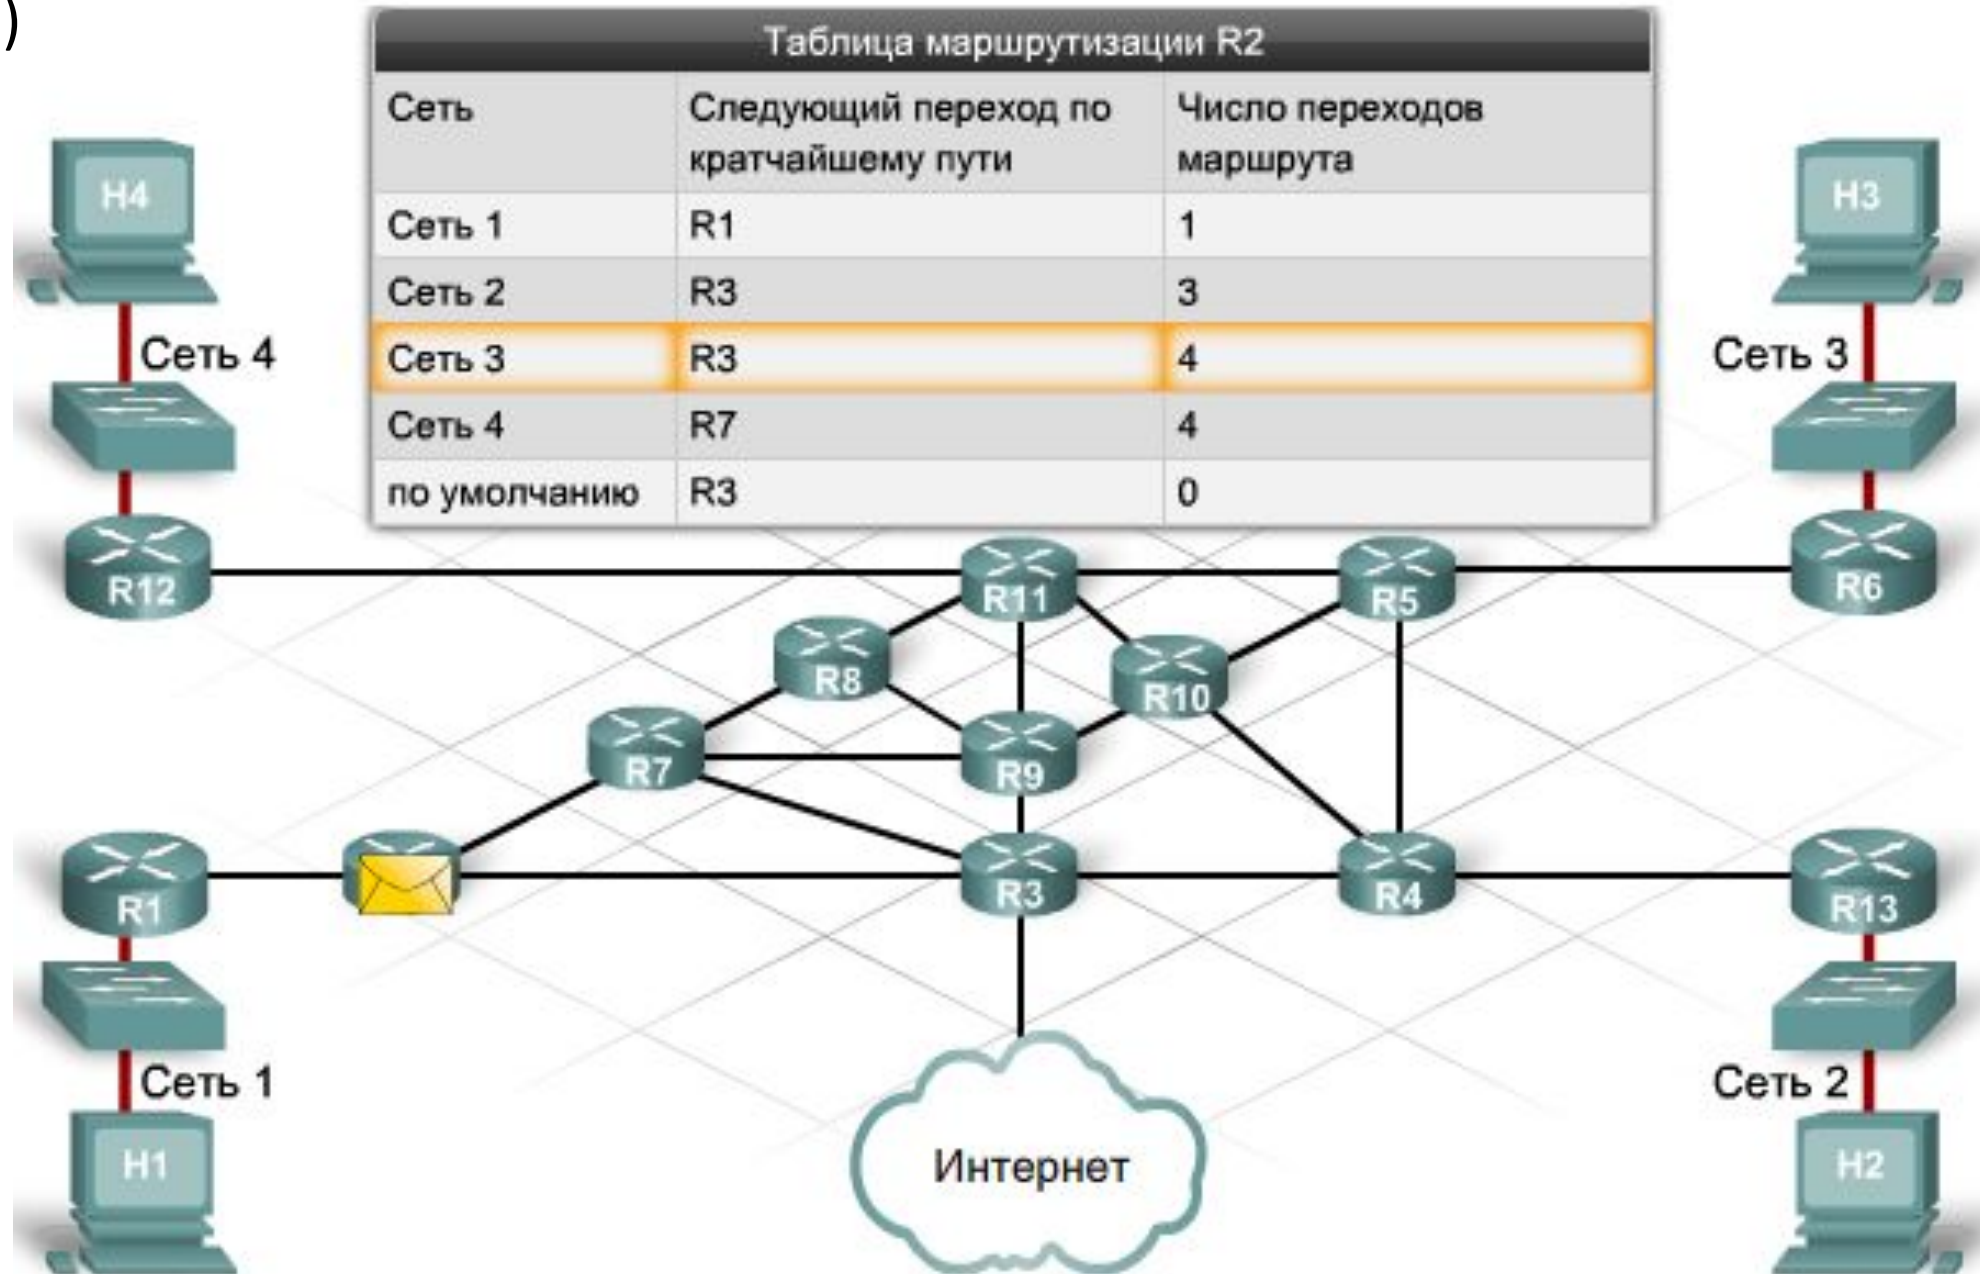 )
Таблица маршрутизации R2
Сеть Следующий переход по кратчайшему пути Число переходов маршрута
Сеть 1 R1 1
Сеть 2 R3 3
Сеть 3 R3 4
Сеть 4 R7 4
по умолчанию R3 0
H4
H3
Сеть 4
Сеть 3
R12
R11
R5
R6
R8
R10
R7
R9
R1
R3
R4
R13
Сеть 1
Сеть 2
H1
Интернет
H2